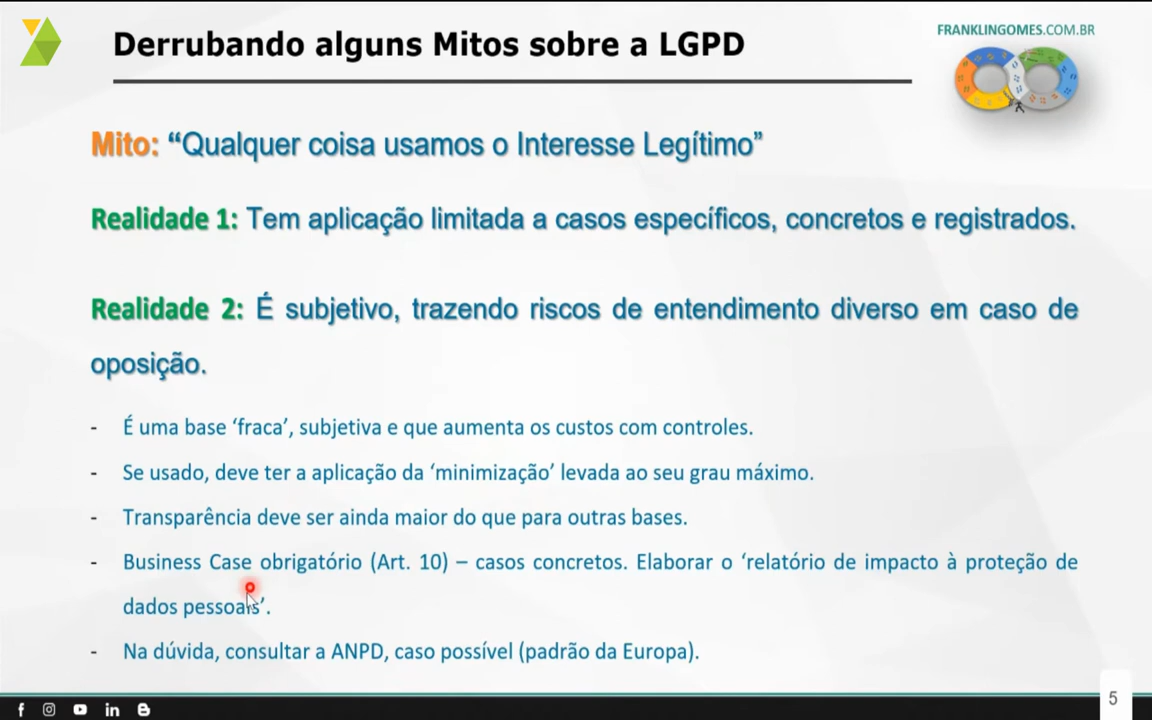 Derrubando alguns Mitos sobre a LGPD
FRANKLINGOMES.COM.BR
Mito: “Qualquer coisa usamos o Interesse Legítimo”
Realidade 1: Tem aplicação limitada a casos específicos, concretos e registrados.
Realidade 2: É subjetivo, trazendo riscos de entendimento diverso em caso de
oposição.
- É uma base ‘fraca’, subjetiva e que aumenta os custos com controles.
- Se usado, deve ter a aplicação da ‘minimização’ levada ao seu grau máximo.
- Transparência deve ser ainda maior do que para outras bases.
- Business Case obrigatório (Art. 10) – casos concretos. Elaborar o ‘relatório de impacto à proteção de
dados pessoais’.
- Na dúvida, consultar a ANPD, caso possível (padrão da Europa).
5